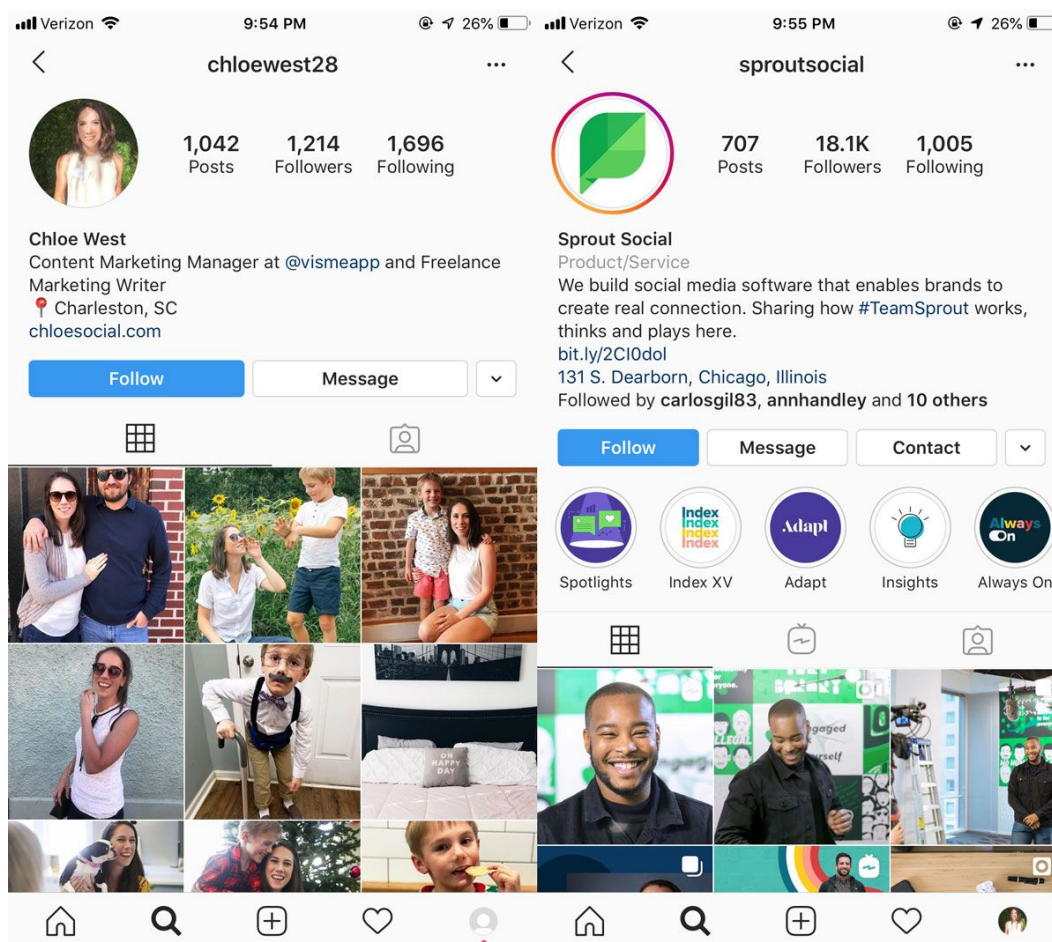 Verizon 9:54 PM 26%
chloewest28
1,042 1,214 1,696
Posts Followers Following
Chloe West
Content Marketing Manager at @vismeapp and Freelance
Marketing Writer
Charleston, SC
chloesocial.com
Follow Message
OH
HAPPY
DAY
Verizon 9:55 PM 26%
sproutsocial
707 18.1K 1,005
Posts Followers Following
Sprout Social
Product/Service
We build social media software that enables brands to
create real connection. Sharing how #TeamSprout works,
thinks and plays here.
bit.ly/2CI0dol
131 S. Dearborn, Chicago, Illinois
Followed by carlosgil83, annhandley and 10 others
Follow Message Contact
Index
Index
Index
Index
Adapt
Always
On
Spotlights Index XV Adapt Insights Always On